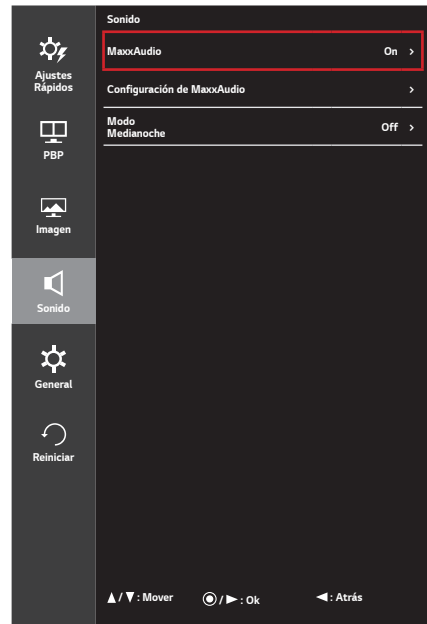 Sonido
MaxxAudio On >
Configuración de MaxxAudio >
Modo
Medianoche Off >
Ajustes
Rápidos
PBP
Imagen
Sonido
General
Reiniciar
▲/▼: Mover ◉/►: Ok ◄: Atrás